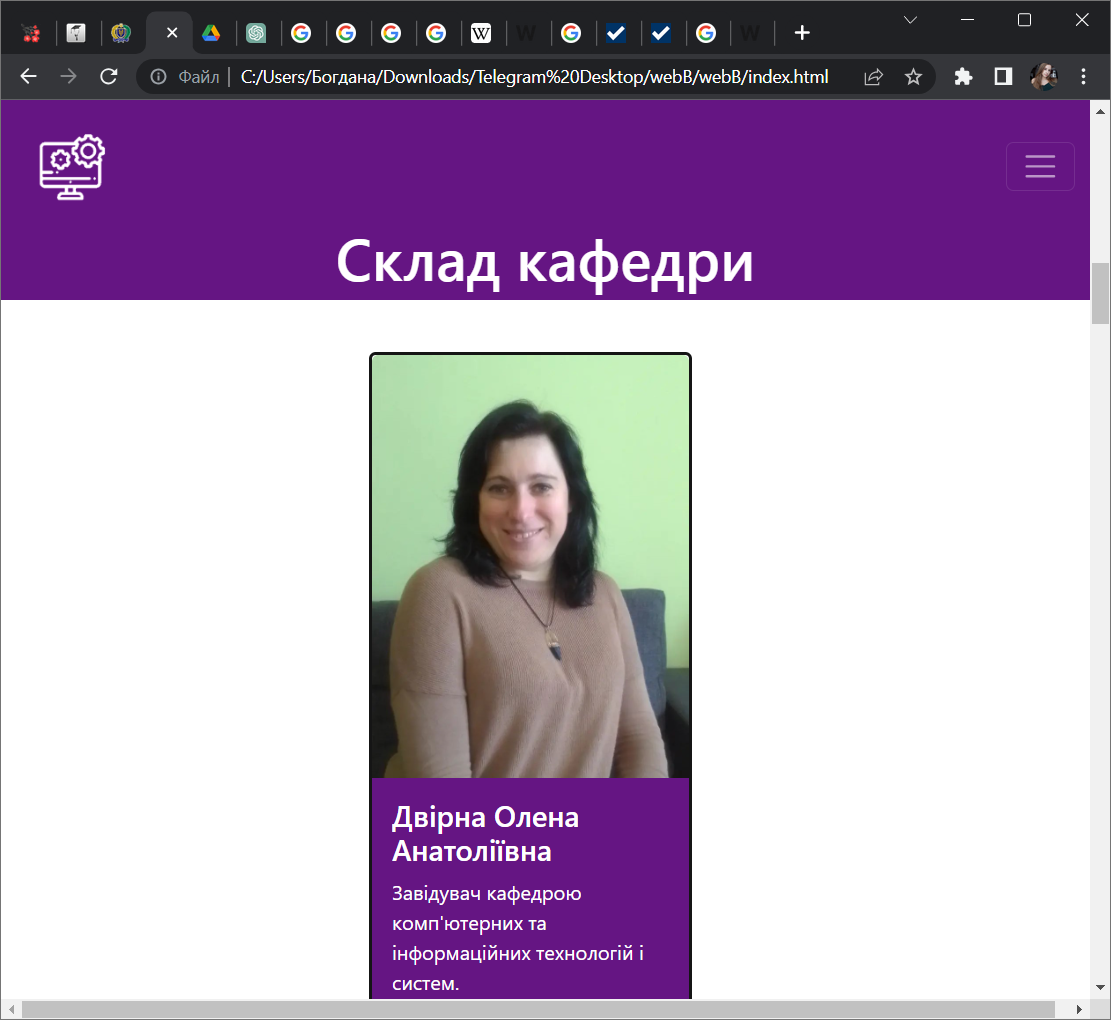 Файл
C:/Users/Богдана/Downloads/Telegram%20Desktop/webB/webB/index.html
Склад кафедри
Двірна Олена
Анатоліївна
Завідувач кафедрою
комп'ютерних та
інформаційних технологій і
систем.